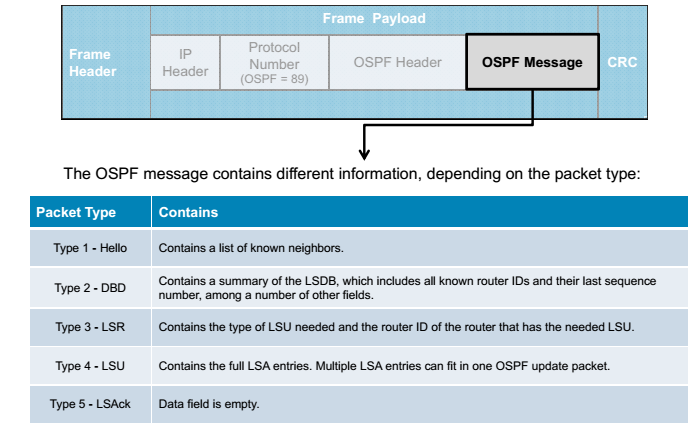 Frame Payload
Frame
Header
IP
Header
Protocol
Number
(OSPF = 89)
OSPF Header
OSPF Message
CRC
The OSPF message contains different information, depending on the packet type:
Packet Type Contains
Type 1 - Hello Contains a list of known neighbors.
Type 2 - DBD Contains a summary of the LSDB, which includes all known router IDs and their last sequence
number, among a number of other fields.
Type 3 - LSR Contains the type of LSU needed and the router ID of the router that has the needed LSU.
Type 4 - LSU Contains the full LSA entries. Multiple LSA entries can fit in one OSPF update packet.
Type 5 - LSAck Data field is empty.